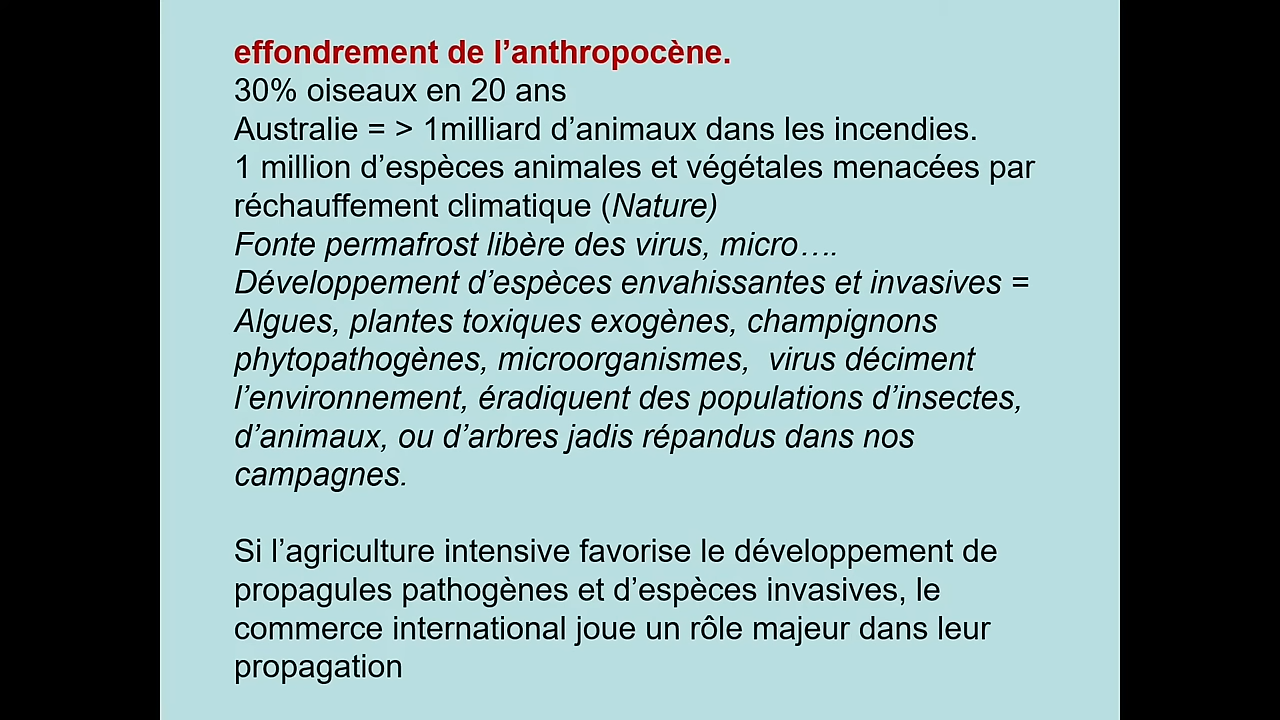 effondrement de l’anthropocène.
30% oiseaux en 20 ans
Australie = > 1milliard d’animaux dans les incendies.
1 million d’espèces animales et végétales menacées par
réchauffement climatique (Nature)
Fonte permafrost libère des virus, micro….
Développement d’espèces envahissantes et invasives =
Algues, plantes toxiques exogènes, champignons
phytopathogènes, microorganismes,  virus déciment
l’environnement, éradiquent des populations d’insectes,
d’animaux, ou d’arbres jadis répandus dans nos
campagnes.
Si l’agriculture intensive favorise le développement de
propagules pathogènes et d’espèces invasives, le
commerce international joue un rôle majeur dans leur
propagation